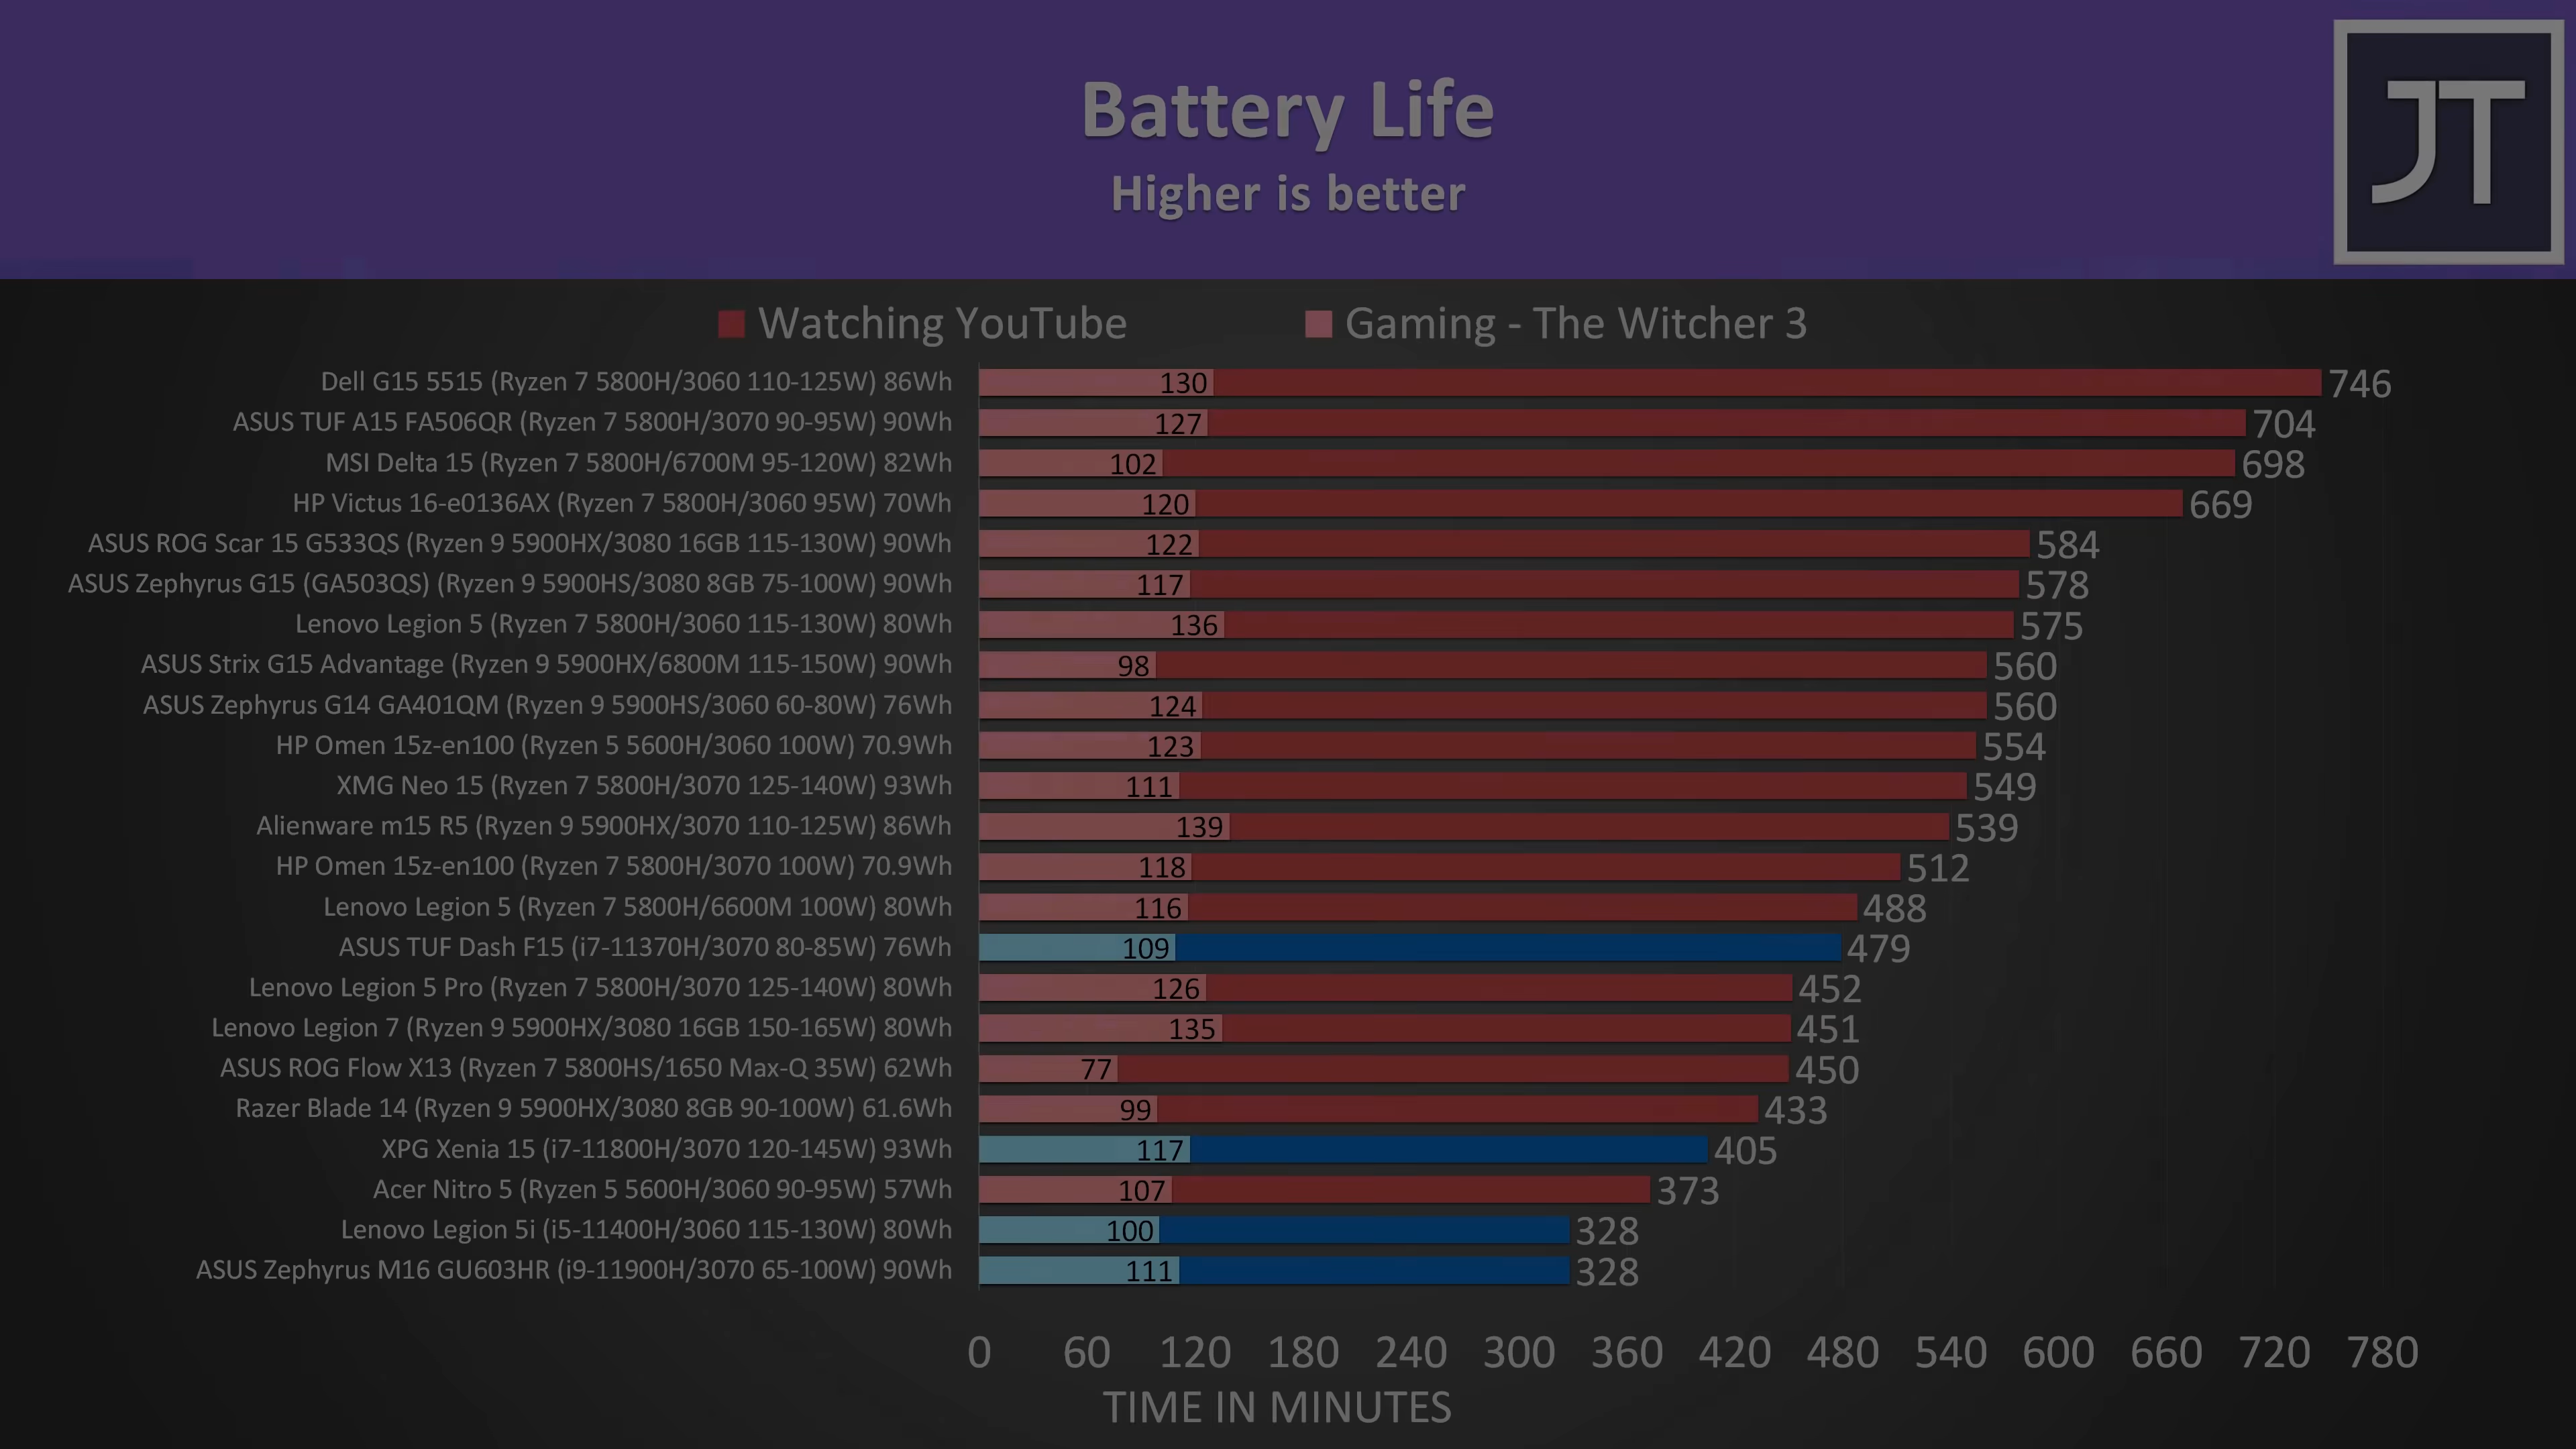 Battery Life
Higher is better
JT
Watching YouTube Gaming - The Witcher 3
Dell G15 5515 (Ryzen 7 5800H/3060 110-125W) 86Wh 130 746
ASUS TUF A15 FA506QR (Ryzen 7 5800H/3070 90-95W) 90Wh 127 704
MSI Delta 15 (Ryzen 7 5800H/6700M 95-120W) 82Wh 102 698
HP Victus 16-e0136AX (Ryzen 7 5800H/3060 95W) 70Wh 120 669
ASUS ROG Scar 15 G533QS (Ryzen 9 5900HX/3080 16GB 115-130W) 90Wh 122 584
ASUS Zephyrus G15 (GA503QS) (Ryzen 9 5900HS/3080 8GB 75-100W) 90Wh 117 578
Lenovo Legion 5 (Ryzen 7 5800H/3060 115-130W) 80Wh 136 575
ASUS Strix G15 Advantage (Ryzen 9 5900HX/6800M 115-150W) 90Wh 98 560
ASUS Zephyrus G14 GA401QM (Ryzen 9 5900HS/3060 60-80W) 76Wh 124 560
HP Omen 15z-en100 (Ryzen 5 5600H/3060 100W) 70.9Wh 123 554
XMG Neo 15 (Ryzen 7 5800H/3070 125-140W) 93Wh 111 549
Alienware m15 R5 (Ryzen 9 5900HX/3070 110-125W) 86Wh 139 539
HP Omen 15z-en100 (Ryzen 7 5800H/3070 100W) 70.9Wh 118 512
Lenovo Legion 5 (Ryzen 7 5800H/6600M 100W) 80Wh 116 488
ASUS TUF Dash F15 (i7-11370H/3070 80-85W) 76Wh 109 479
Lenovo Legion 5 Pro (Ryzen 7 5800H/3070 125-140W) 80Wh 126 452
Lenovo Legion 7 (Ryzen 9 5900HX/3080 16GB 150-165W) 80Wh 135 451
ASUS ROG Flow X13 (Ryzen 7 5800HS/1650 Max-Q 35W) 62Wh 77 450
Razer Blade 14 (Ryzen 9 5900HX/3080 8GB 90-100W) 61.6Wh 99 433
XPG Xenia 15 (i7-11800H/3070 120-145W) 93Wh 117 405
Acer Nitro 5 (Ryzen 5 5600H/3060 90-95W) 57Wh 107 373
Lenovo Legion 5i (i5-11400H/3060 115-130W) 80Wh 100 328
ASUS Zephyrus M16 GU603HR (i9-11900H/3070 65-100W) 90Wh 111 328
0 60 120 180 240 300 360 420 480 540 600 660 720 780
TIME IN MINUTES